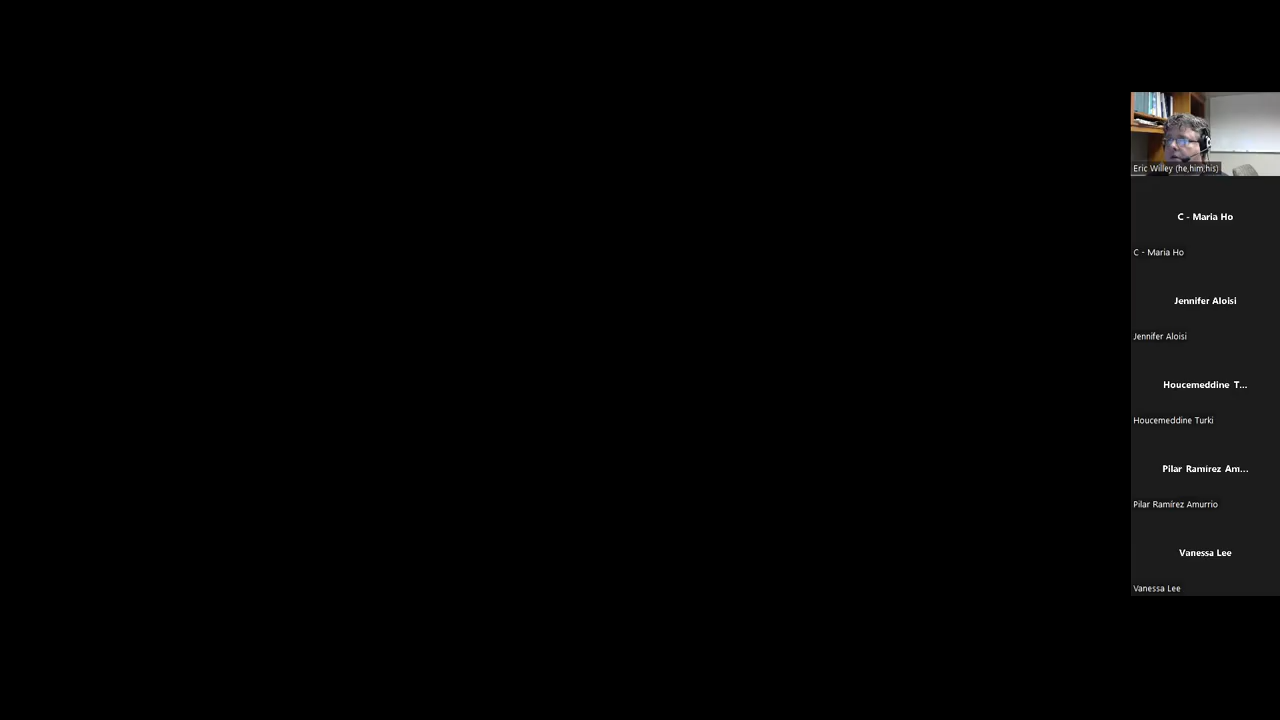 Eric Willey (he,him,his)
C - Maria Ho
C - Maria Ho
Jennifer Aloisi
Jennifer Aloisi
Houcemeddine T...
Houcemeddine Turki
Pilar Ramírez Am...
Pilar Ramírez Amurrio
Vanessa Lee
Vanessa Lee